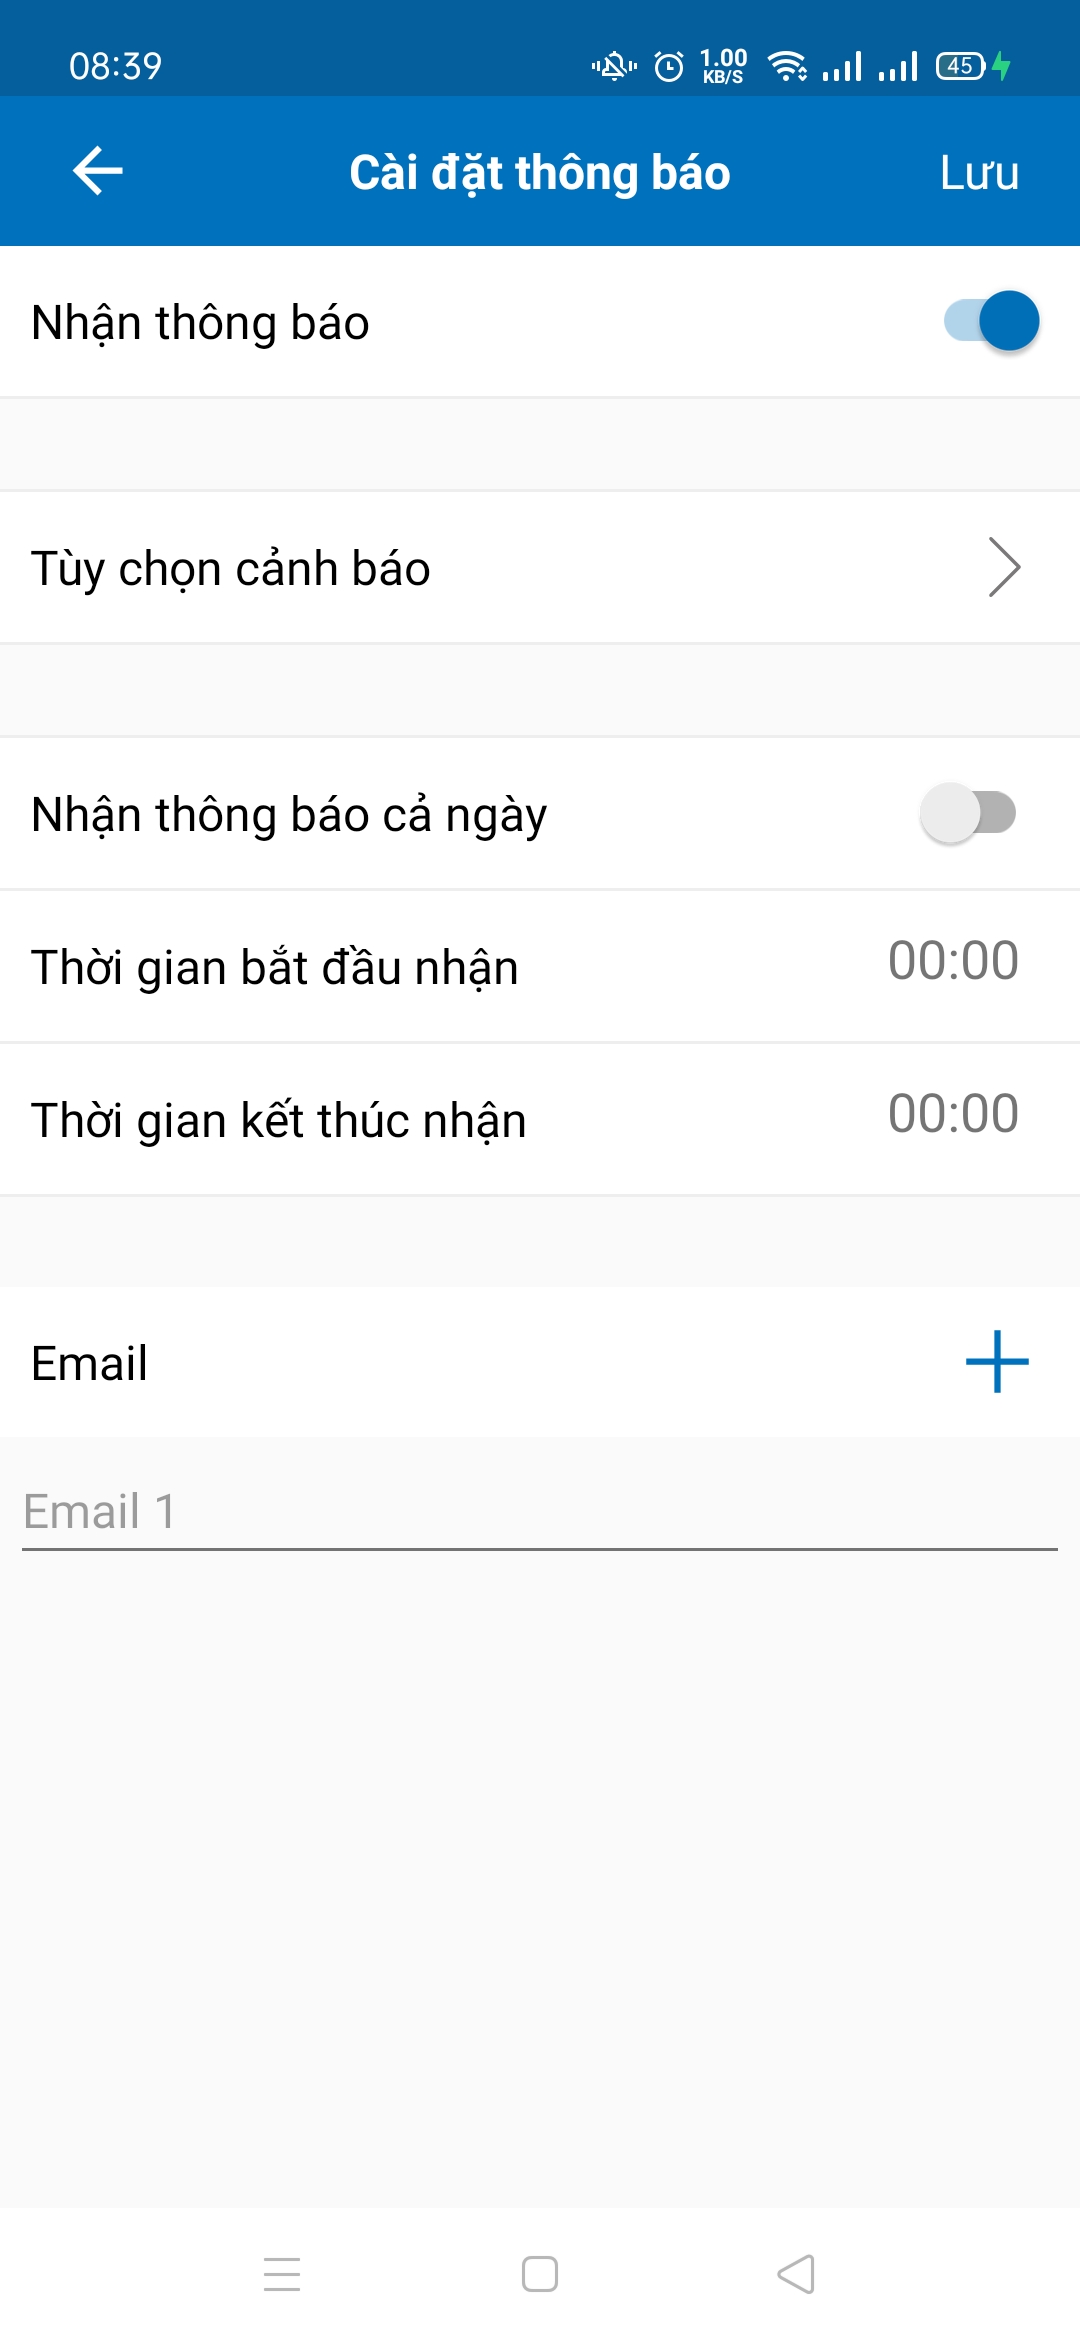 08:39
1.00
KB/S
45
Cài đặt thông báo
Lưu
Nhận thông báo
Tùy chọn cảnh báo
Nhận thông báo cả ngày
Thời gian bắt đầu nhận
00:00
Thời gian kết thúc nhận
00:00
Email
Email 1